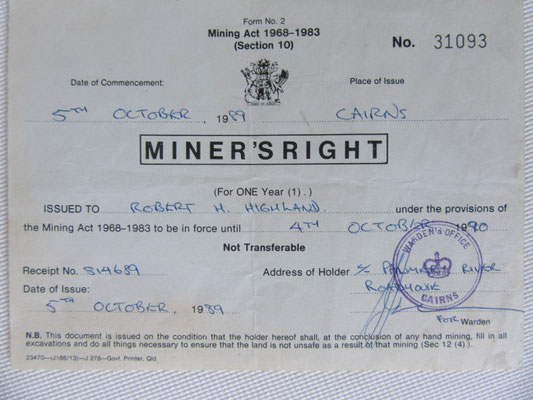 Form No. 2
Mining Act 1968–1983
(Section 10)
No. 31093
Date of Commencement:
Place of Issue
5TH OCTOBER, 1989 CAIRNS
MINER'S RIGHT
(For ONE Year (1).)
ISSUED TO ROBERT H. HIGHLAND. under the provisions of
the Mining Act 1968–1983 to be in force until 4TH OCTOBER 1990
Not Transferable
Receipt No. 814689 Address of Holder c/- PALMER RIVER
Date of Issue: ROADHOUSE
5TH OCTOBER, 1989
WARDEN'S OFFICE
CAIRNS
FOR Warden
N.B. This document is issued on the condition that the holder hereof shall, at the conclusion of any hand mining, fill in all
excavations and do all things necessary to ensure that the land is not unsafe as a result of that mining (Sec 12 (4).).
23470—(J186/13)—J 278—Govt. Printer, Qld.